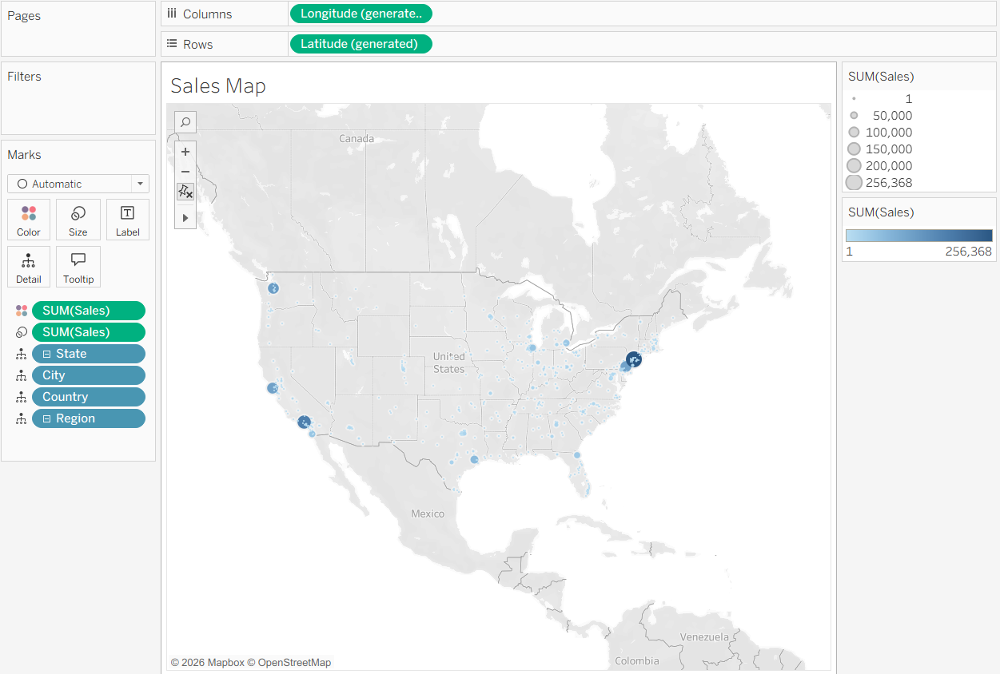 Pages
Columns
Longitude (generate..
Rows
Latitude (generated)
Filters
Marks
Automatic
Color
Size
Label
Detail
Tooltip
SUM(Sales)
SUM(Sales)
State
City
Country
Region
Sales Map
Canada
United
States
Mexico
Venezuela
Colombia
© 2026 Mapbox © OpenStreetMap
SUM(Sales)
1
50,000
100,000
150,000
200,000
256,368
SUM(Sales)
1 256,368